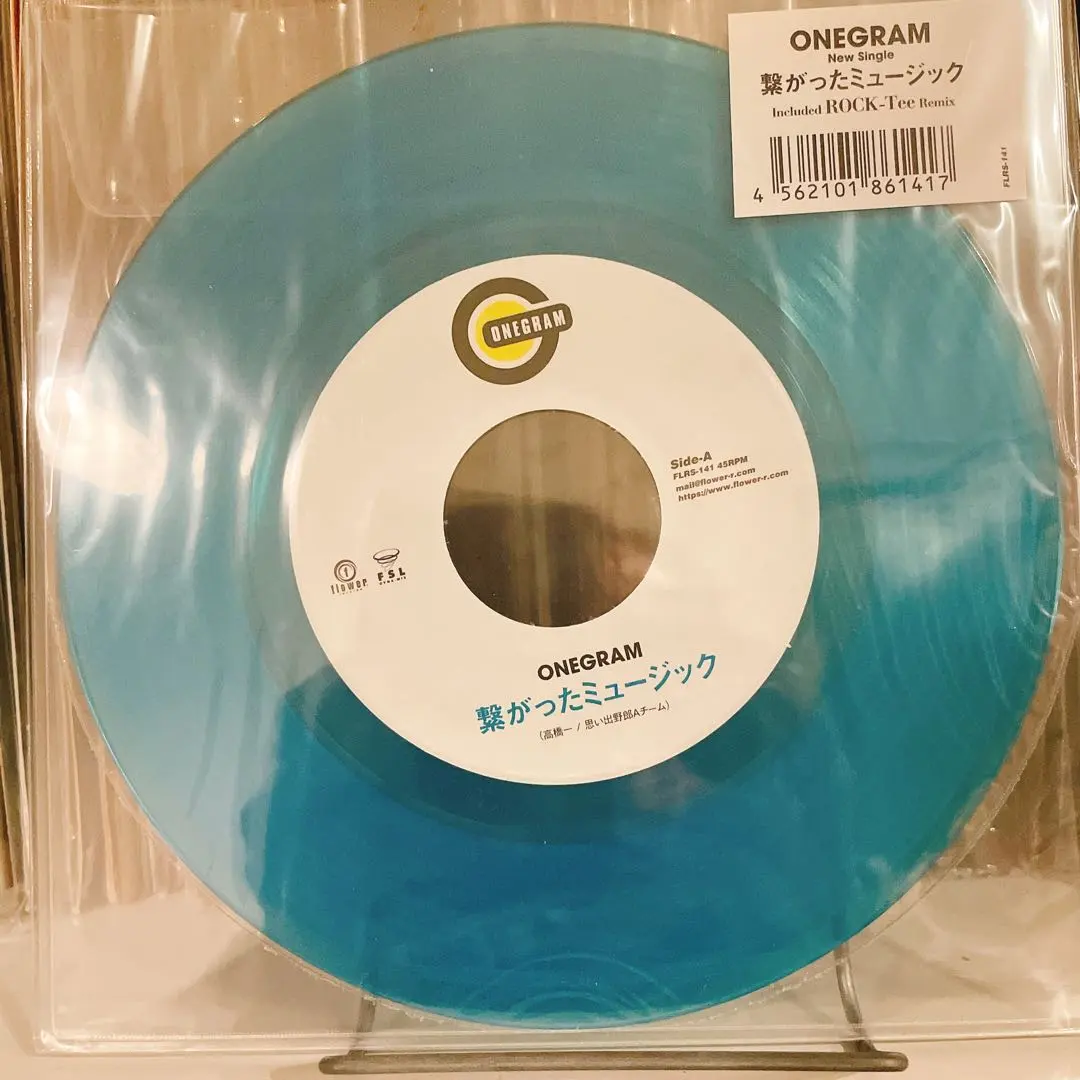 ONEGRAM
New Single
繋がったミュージック
Included ROCK-Tee Remix
4 562101 861417
FLRS-141
ONEGRAM
Side-A
FLRS-141 45RPM
mail@flower-r.com
https://www.flower-r.com
flower
FSL
ONEGRAM
繋がったミュージック
(高橋一 / 思い出野郎Aチーム)